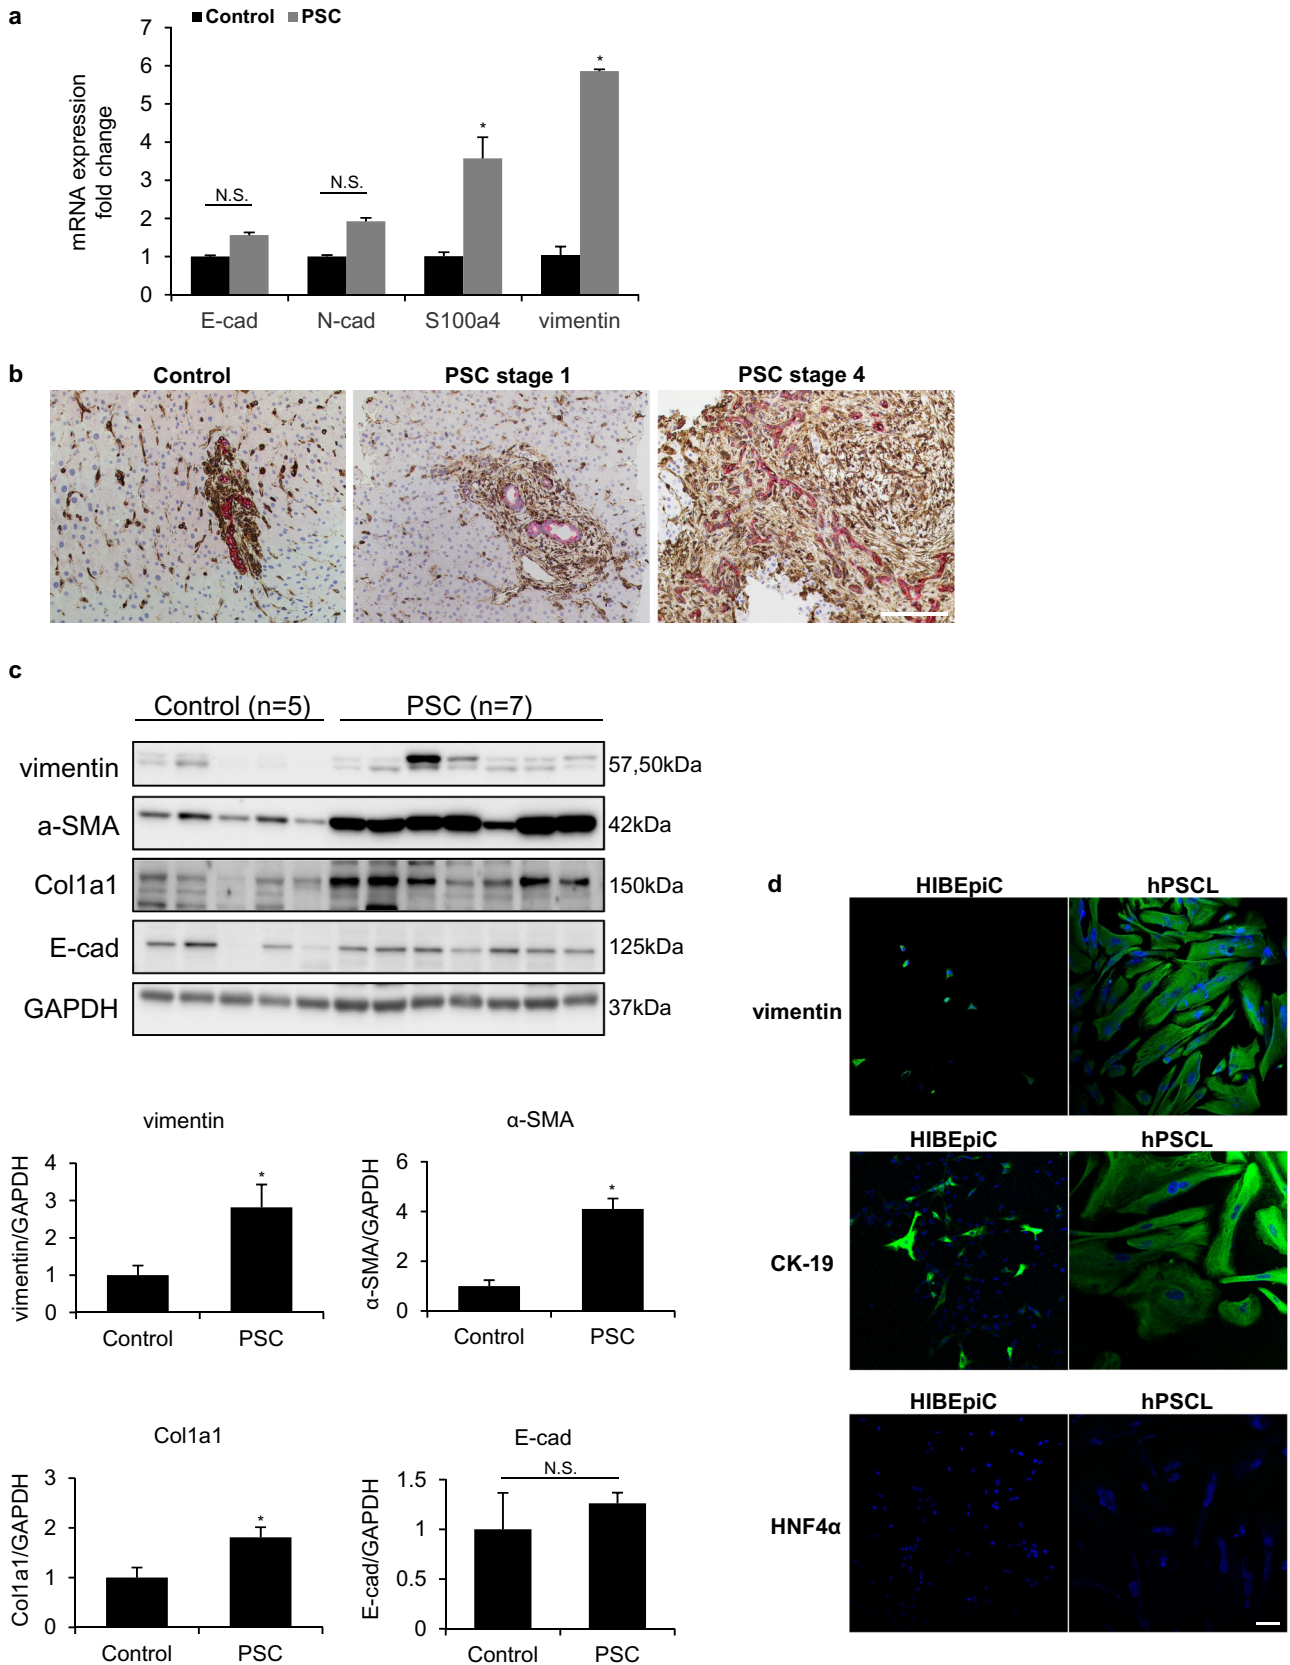 a
Control PSC
mRNA expression
fold change
7
6
5
4
3
2
1
0
N.S.
N.S.
*
*
E-cad N-cad S100a4 vimentin
b
Control PSC stage 1 PSC stage 4
c
Control (n=5) PSC (n=7)
vimentin 57,50kDa
a-SMA 42kDa
Col1a1 150kDa
E-cad 125kDa
GAPDH 37kDa
vimentin
vimentin/GAPDH
4
3
2
1
0
*
Control PSC
α-SMA
α-SMA/GAPDH
6
4
2
0
*
Control PSC
Col1a1
Col1a1/GAPDH
3
2
1
0
*
Control PSC
E-cad
E-cad/GAPDH
1.5
1
0.5
0
N.S.
Control PSC
d
HIBEpiC hPSCL
vimentin
HIBEpiC hPSCL
CK-19
HIBEpiC hPSCL
HNF4α